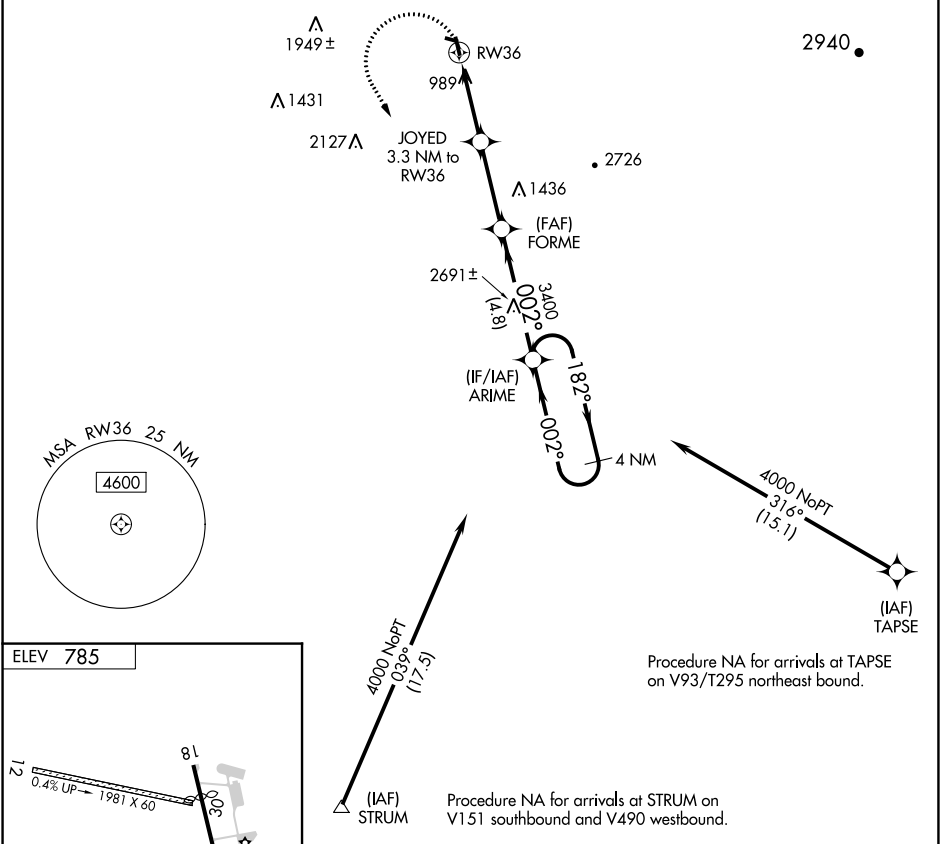 1949±
RW36
2940
989
1431
2127
JOYED
3.3 NM to
RW36
2726
1436
(FAF)
FORME
2691±
3400
002°
(4.8)
(IF/IAF)
ARIME
182°
002°
4 NM
MSA RW36 25 NM
4600
4000 NoPT
316°
(15.1)
(IAF)
TAPSE
4000 NoPT
039°
(17.5)
Procedure NA for arrivals at TAPSE
on V93/T295 northeast bound.
ELEV 785
18
12
0.4% UP
1981 X 60
30
(IAF)
STRUM
Procedure NA for arrivals at STRUM on
V151 southbound and V490 westbound.